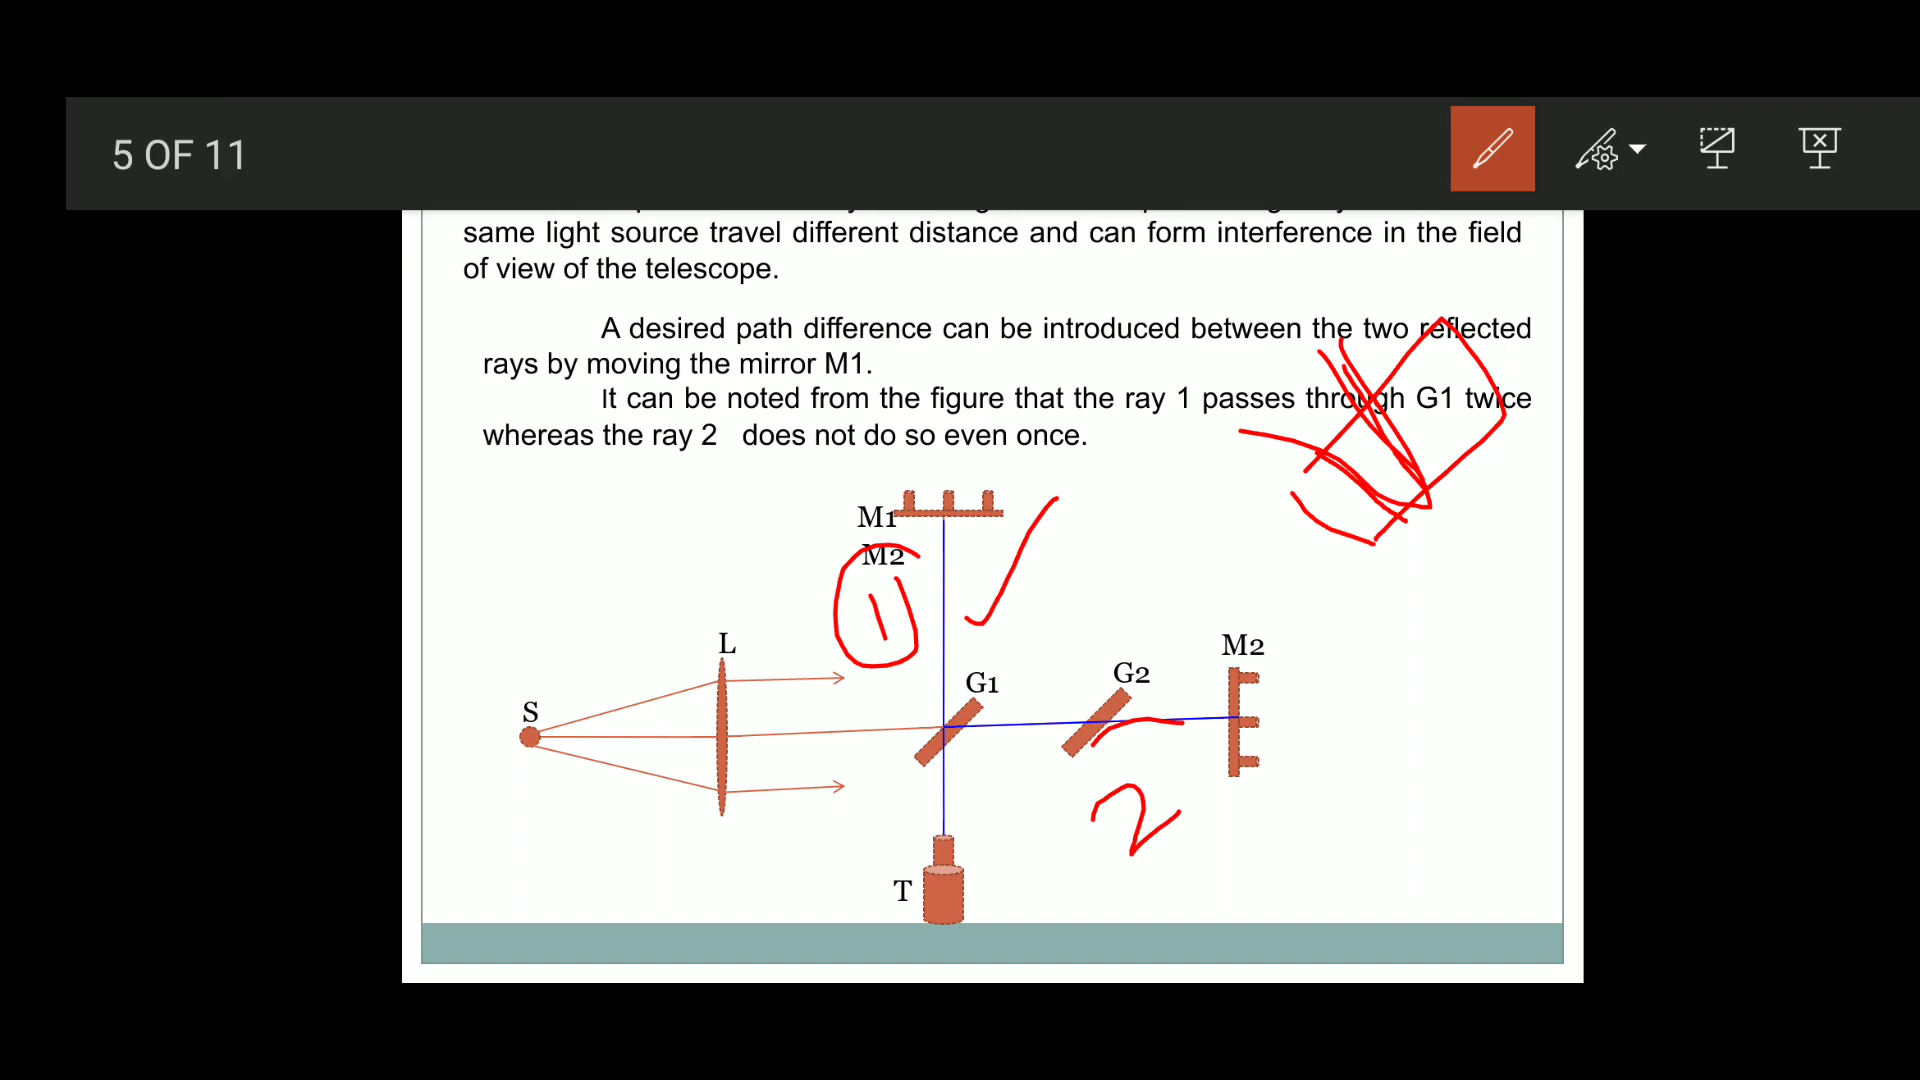 5 OF 11
same light source travel different distance and can form interference in the field
of view of the telescope.
A desired path difference can be introduced between the two reflected
rays by moving the mirror M1.
It can be noted from the figure that the ray 1 passes through G1 twice
whereas the ray 2 does not do so even once.
M1
M2
1
L
M2
G2
G1
S
2
T